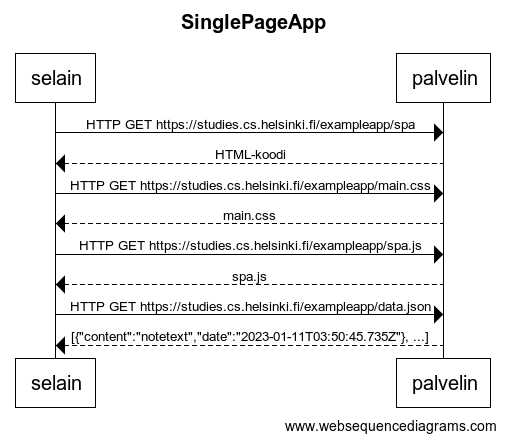 SinglePageApp
selain
palvelin
HTTP GET https://studies.cs.helsinki.fi/exampleapp/spa
HTML-koodi
HTTP GET https://studies.cs.helsinki.fi/exampleapp/main.css
main.css
HTTP GET https://studies.cs.helsinki.fi/exampleapp/spa.js
spa.js
HTTP GET https://studies.cs.helsinki.fi/exampleapp/data.json
[{"content":"notetext","date":"2023-01-11T03:50:45.735Z"}, ...]
selain
palvelin
www.websequencediagrams.com